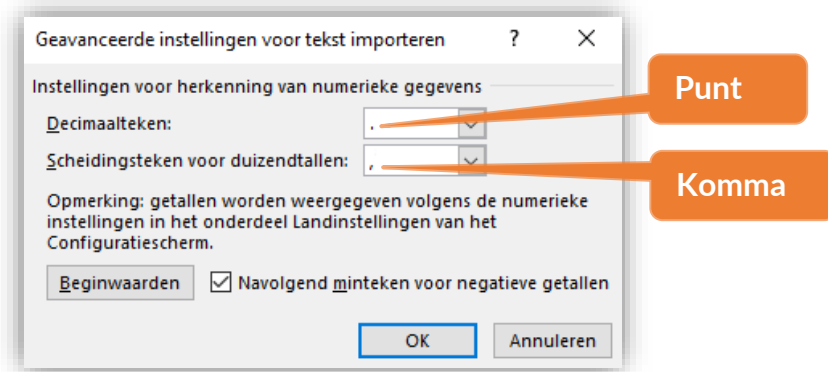 Geavanceerde instellingen voor tekst importeren ? ×
Instellingen voor herkenning van numerieke gegevens
Decimaalteken: .
Punt
Scheidingsteken voor duizendtallen: ,
Komma
Opmerking: getallen worden weergegeven volgens de numerieke
instellingen in het onderdeel Landinstellingen van het
Configuratiescherm.
Beginwaarden
Navolgend minteken voor negatieve getallen
OK
Annuleren